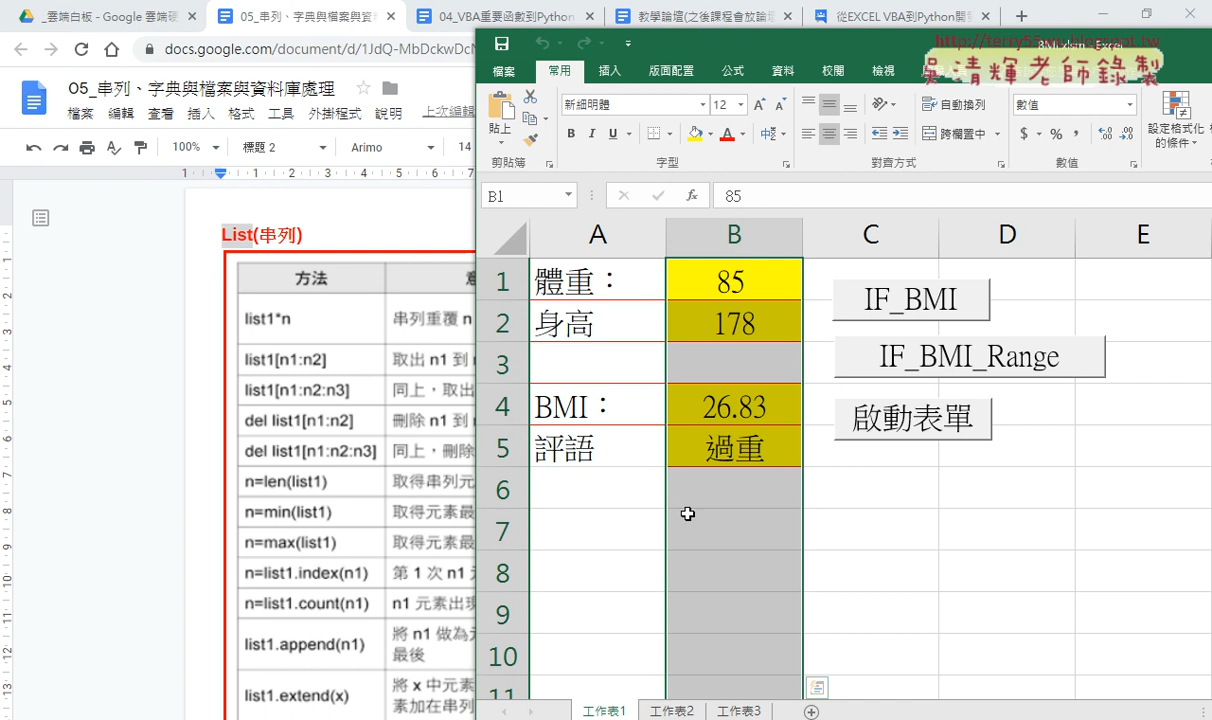 _雲端白板 - Google 雲端硬
05_串列、字典與檔案與資
04_VBA重要函數到Python
教學論壇(之後課程會放論壇
從EXCEL VBA到Python開
docs.google.com/document/d/1JdQ-MbDckwDcN
05_串列、字典與檔案與資料庫處理
檔案 編輯 查看 插入 格式 工具 外掛程式 說明 上次編輯
100% 標題 2 Arimo 14
List(串列)
方法
list1*n 串列重覆 n
list1[n1:n2] 取出 n1 到
list1[n1:n2:n3] 同上，取出
del list1[n1:n2] 刪除 n1 到
del list1[n1:n2:n3] 同上，刪除
n=len(list1) 取得串列元
n=min(list1) 取得元素最
n=max(list1) 取得元素最
n=list1.index(n1) 第 1 次 n1
n=list1.count(n1) n1 元素出現
list1.append(n1) 將 n1 做為元
最後
list1.extend(x) 將 x 中元素
素加在串列
http://terry55wu.blogspot.tw
吳清輝老師錄製
檔案 常用 插入 版面配置 公式 資料 校閱 檢視
貼上 新細明體 12 自動換列 數值
B I U 跨欄置中 $ % 設定格式化
的條件
剪貼簿 字型 對齊方式 數值
B1 fx 85
A B C D E
1 體重： 85 IF_BMI
2 身高 178
3 IF_BMI_Range
4 BMI： 26.83 啟動表單
5 評語 過重
6
7
8
9
10
11
工作表1 工作表2 工作表3